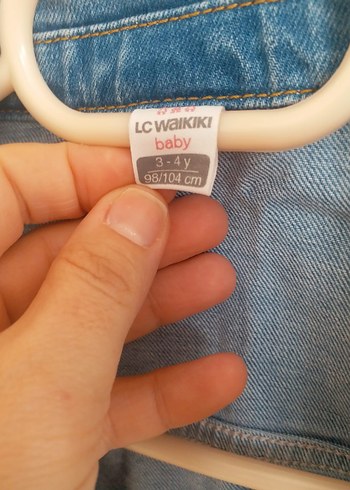 LC WAIKIKI
baby
3 - 4 y
98/104 cm